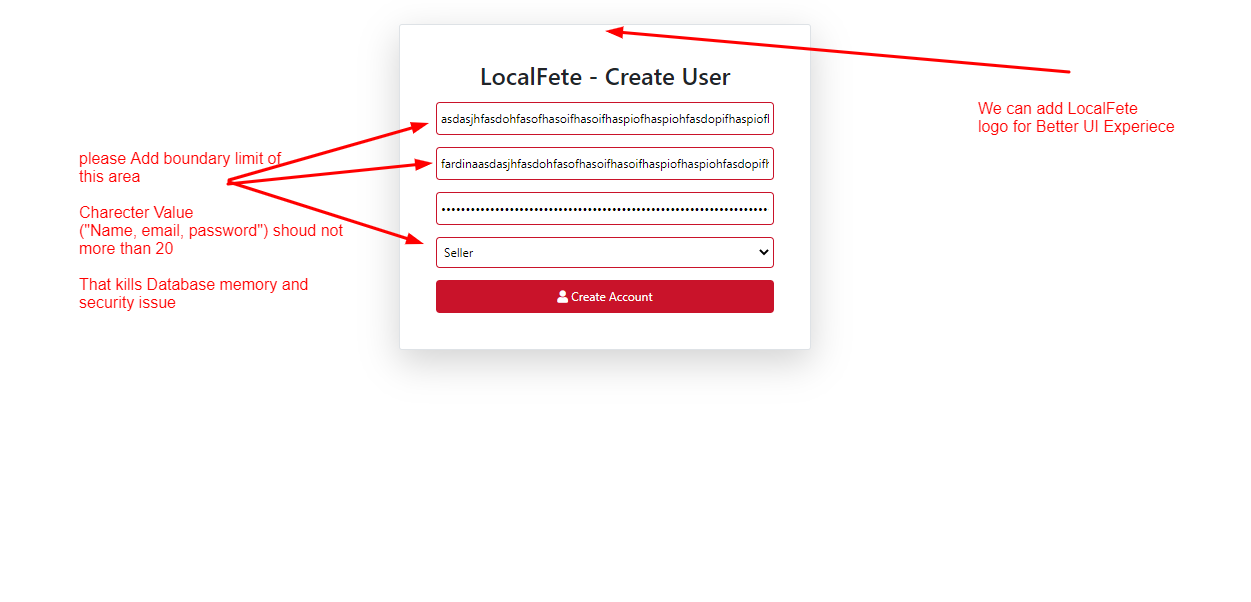 LocalFete - Create User
We can add LocalFete
logo for Better UI Experiece
asdasjhfasdohfasofhasoifhasoifhaspiofhaspiohfasdopifhaspiofl
fardinaasdasjhfasdohfasofhasoifhasoifhaspiofhaspiohfasdopifh
please Add boundary limit of
this area
Charecter Value
("Name, email, password") shoud not
more than 20
That kills Database memory and
security issue
Seller
Create Account